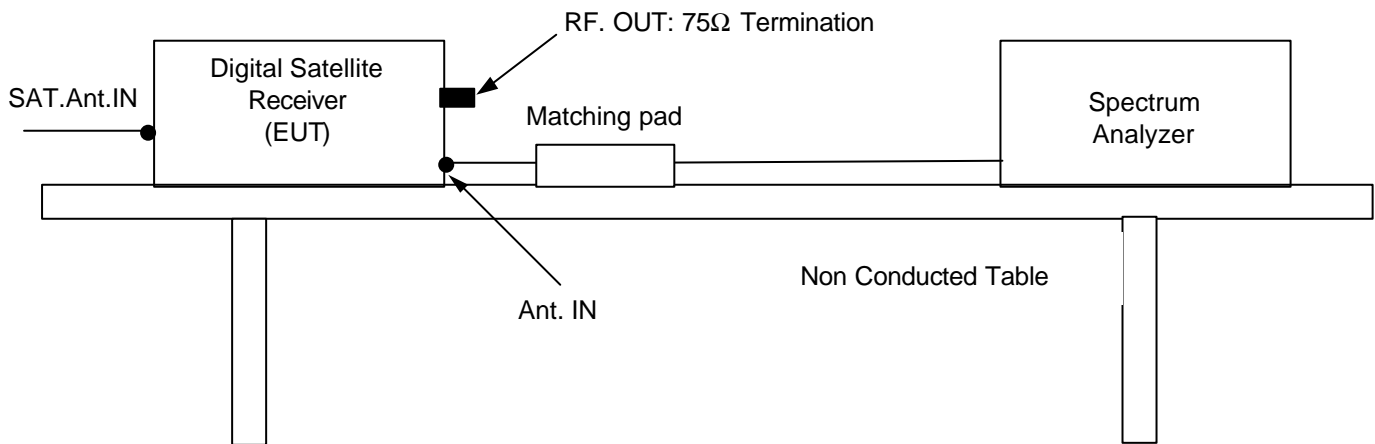 RF. OUT: 75Ω Termination
Digital Satellite
Receiver
(EUT)
SAT.Ant.IN
Matching pad
Spectrum
Analyzer
Non Conducted Table
Ant. IN